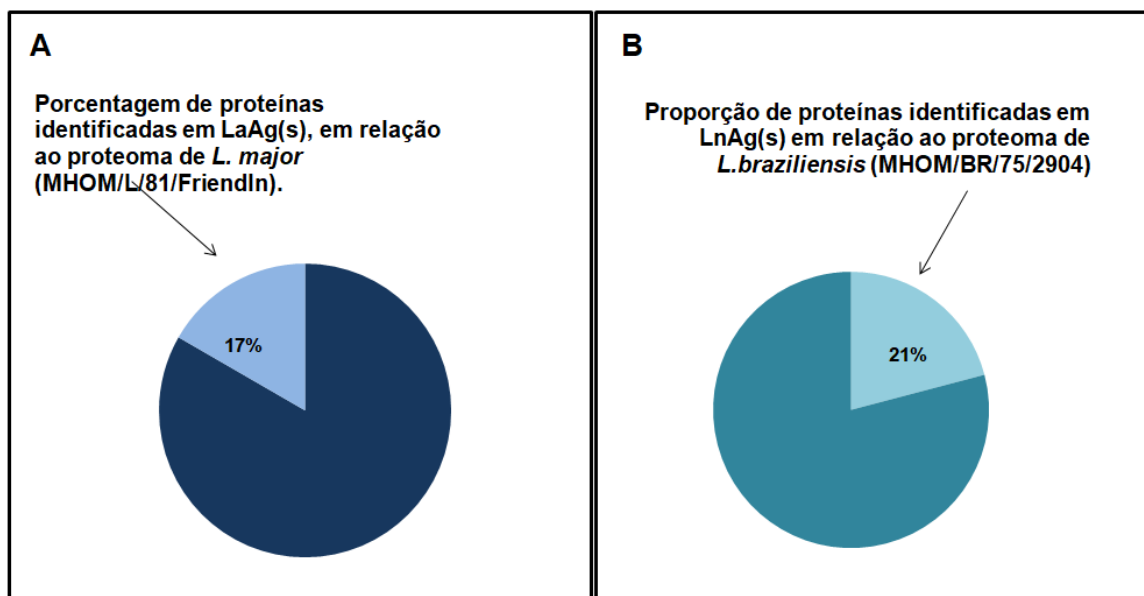 A
Porcentagem de proteínas
identificadas em LaAg(s), em relação
ao proteoma de L. major
(MHOM/L/81/FriendIn).
17%
B
Proporção de proteínas identificadas em
LnAg(s) em relação ao proteoma de
L.braziliensis (MHOM/BR/75/2904)
21%